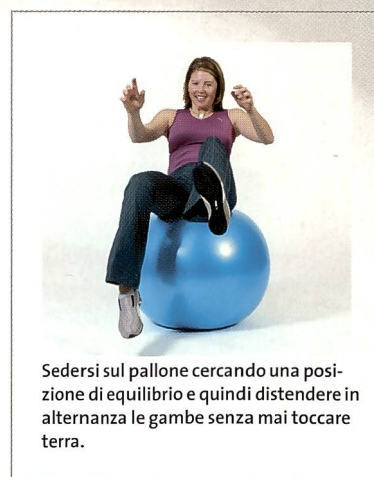 Sedersi sul pallone cercando una posi-
zione di equilibrio e quindi distendere in
alternanza le gambe senza mai toccare
terra.